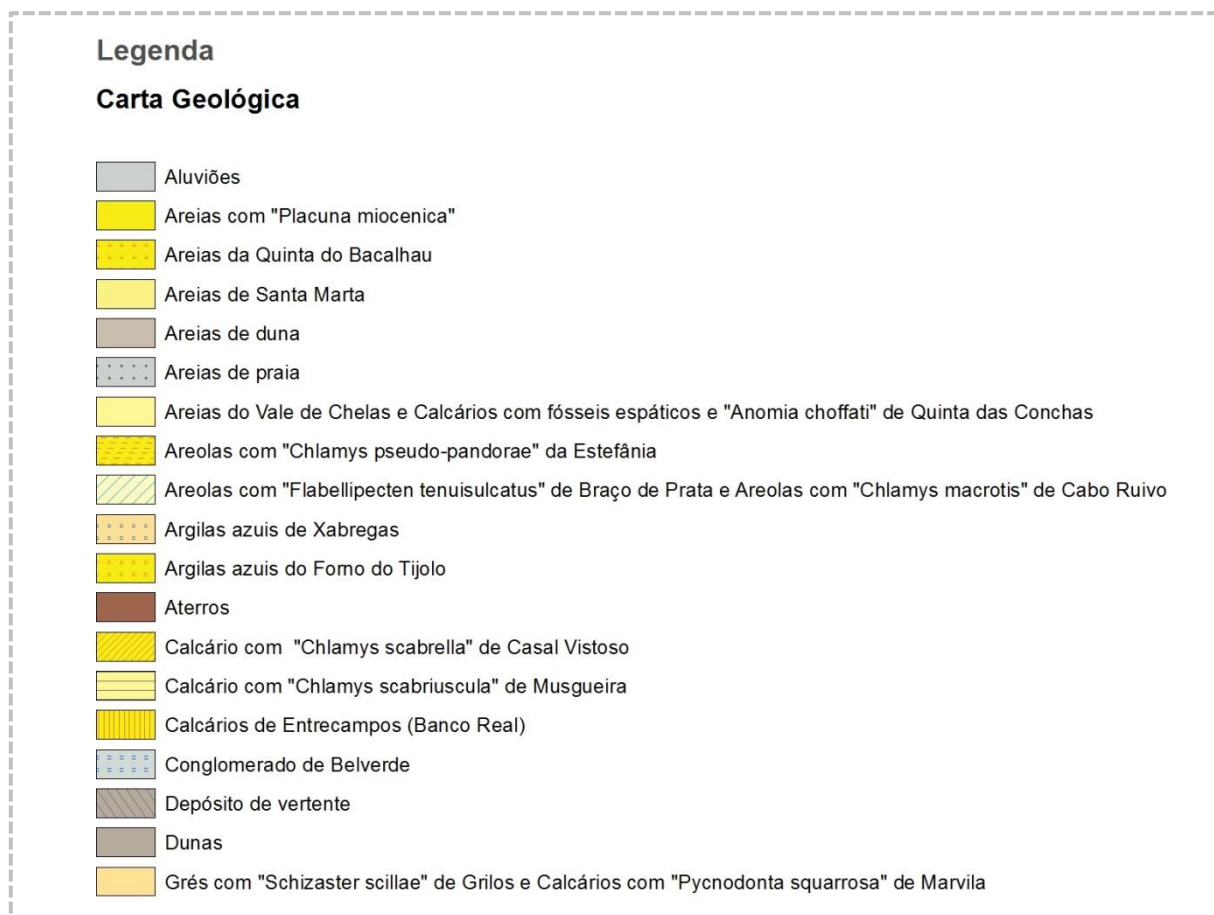 Legenda
Carta Geológica
Aluviões
Areias com "Placuna miocenica"
Areias da Quinta do Bacalhau
Areias de Santa Marta
Areias de duna
Areias de praia
Areias do Vale de Chelas e Calcários com fósseis espáticos e "Anomia choffati" de Quinta das Conchas
Areolas com "Chlamys pseudo-pandorae" da Estefânia
Areolas com "Flabellipecten tenuisulcatus" de Braço de Prata e Areolas com "Chlamys macrotis" de Cabo Ruivo
Argilas azuis de Xabregas
Argilas azuis do Forno do Tijolo
Aterros
Calcário com  "Chlamys scabrella" de Casal Vistoso
Calcário com "Chlamys scabriuscula" de Musgueira
Calcários de Entrecampos (Banco Real)
Conglomerado de Belverde
Depósito de vertente
Dunas
Grés com "Schizaster scillae" de Grilos e Calcários com "Pycnodonta squarrosa" de Marvila